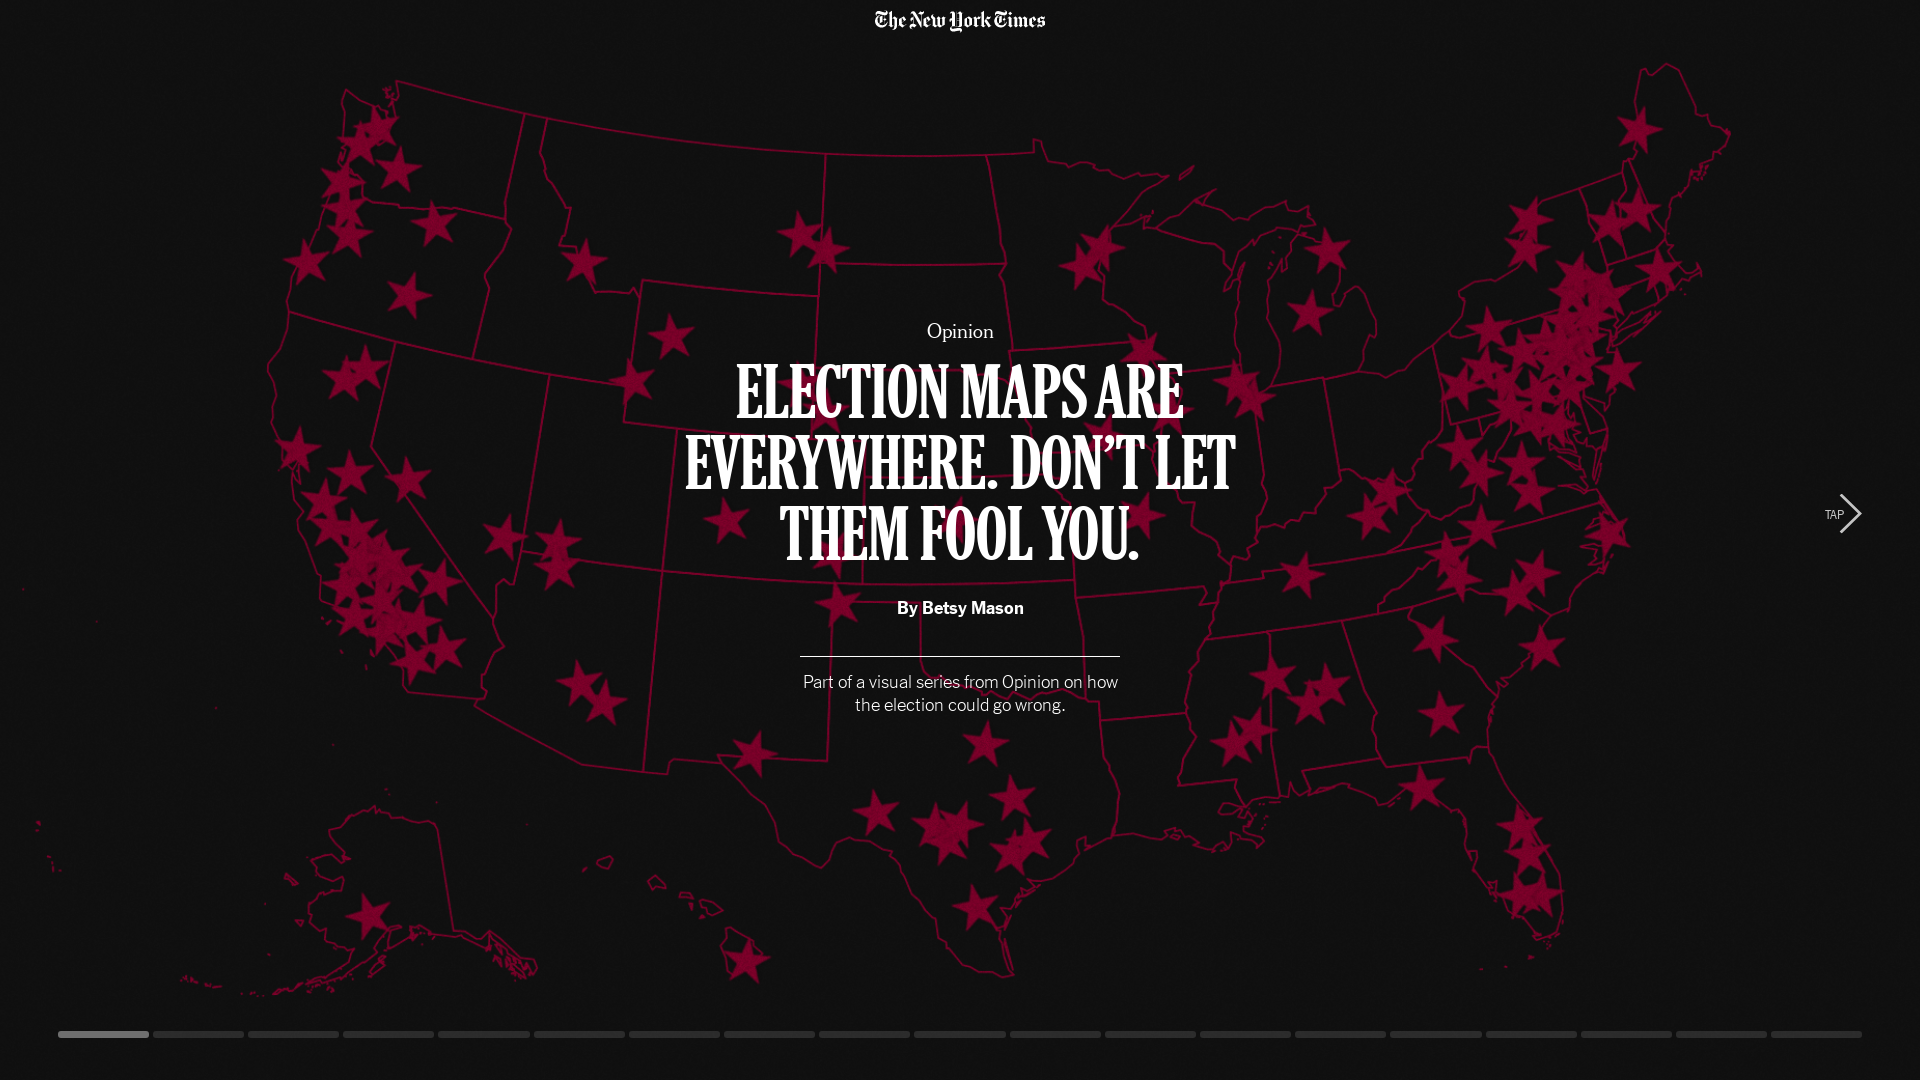 The New York Times
Opinion
ELECTION MAPS ARE
EVERYWHERE. DON’T LET
THEM FOOL YOU.
TAP
By Betsy Mason
Part of a visual series from Opinion on how
the election could go wrong.